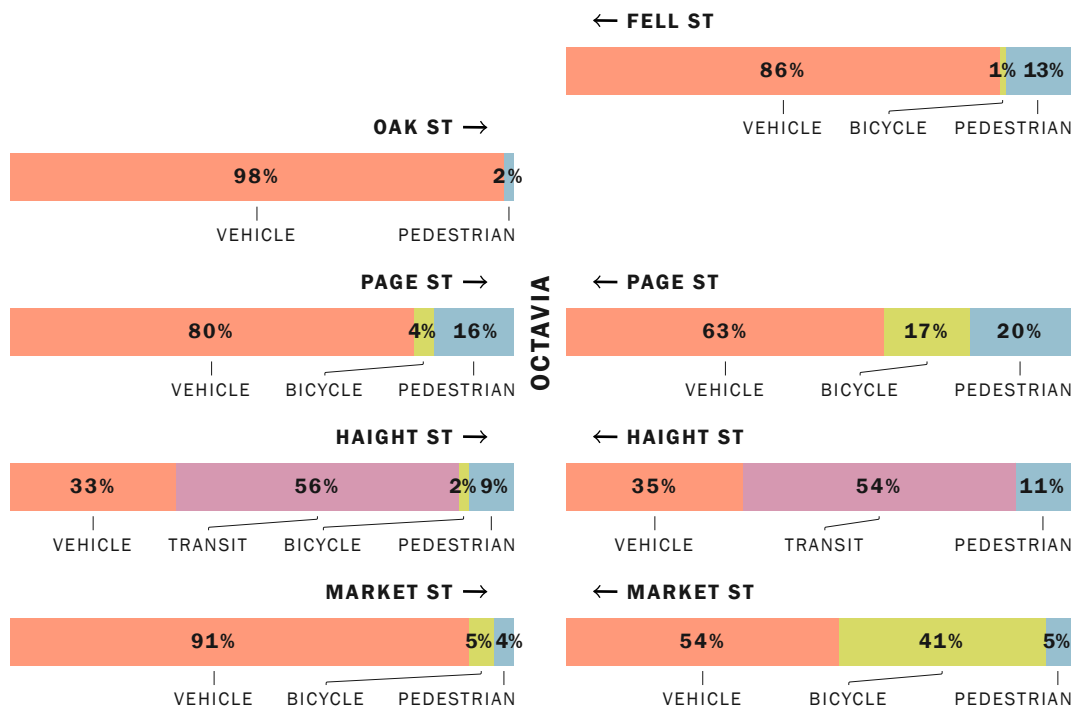 ← FELL ST
86% 1% 13%
VEHICLE BICYCLE PEDESTRIAN
OAK ST →
98% 2%
VEHICLE PEDESTRIAN
PAGE ST →
80% 4% 16%
VEHICLE BICYCLE PEDESTRIAN
OCTAVIA
← PAGE ST
63% 17% 20%
VEHICLE BICYCLE PEDESTRIAN
HAIGHT ST →
33% 56% 2% 9%
VEHICLE TRANSIT BICYCLE PEDESTRIAN
← HAIGHT ST
35% 54% 11%
VEHICLE TRANSIT PEDESTRIAN
MARKET ST →
91% 5% 4%
VEHICLE BICYCLE PEDESTRIAN
← MARKET ST
54% 41% 5%
VEHICLE BICYCLE PEDESTRIAN